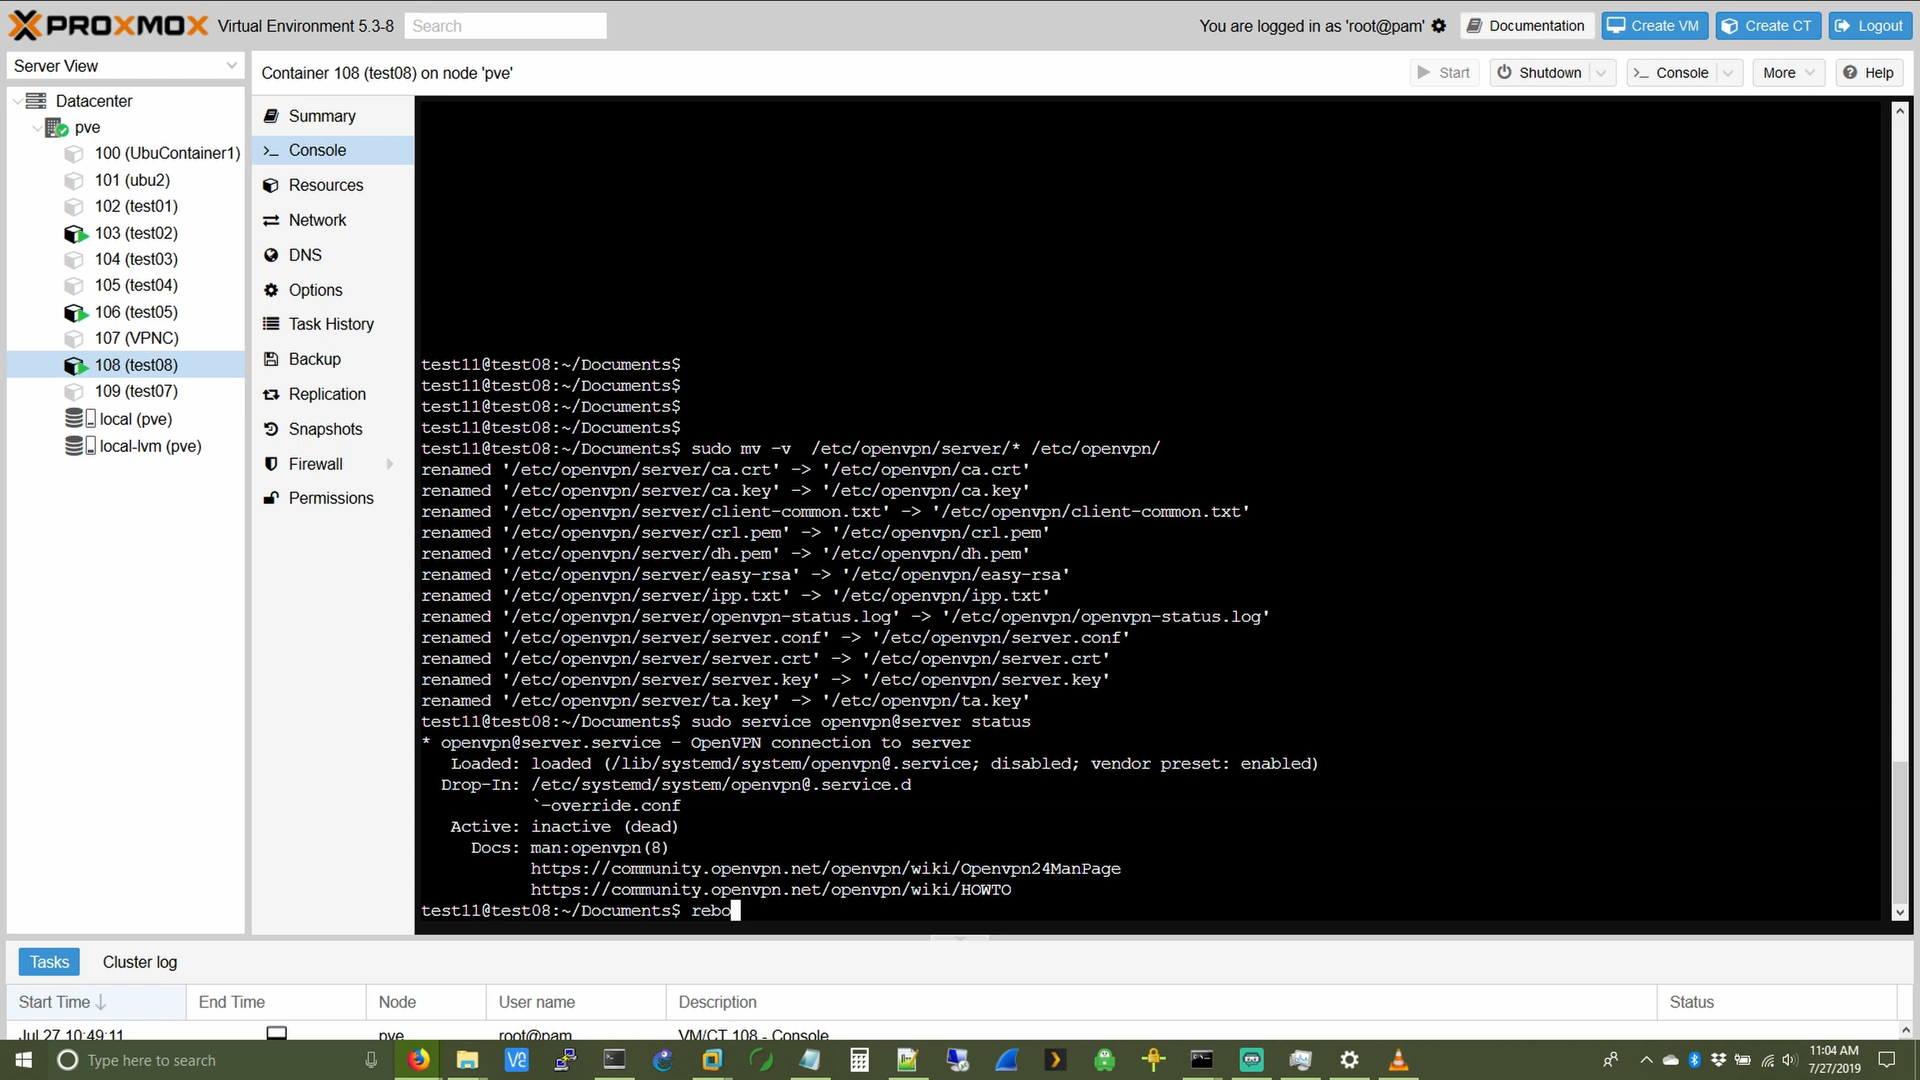 PROXMOX Virtual Environment 5.3-8 Search You are logged in as 'root@pam' Documentation Create VM Create CT Logout
Server View
Container 108 (test08) on node 'pve' Start Shutdown Console More Help
Datacenter
pve
100 (UbuContainer1)
101 (ubu2)
102 (test01)
103 (test02)
104 (test03)
105 (test04)
106 (test05)
107 (VPNC)
108 (test08)
109 (test07)
local (pve)
local-lvm (pve)
Summary
Console
Resources
Network
DNS
Options
Task History
Backup
Replication
Snapshots
Firewall
Permissions
test11@test08:~/Documents$
test11@test08:~/Documents$
test11@test08:~/Documents$
test11@test08:~/Documents$
test11@test08:~/Documents$ sudo mv -v  /etc/openvpn/server/* /etc/openvpn/
renamed '/etc/openvpn/server/ca.crt' -> '/etc/openvpn/ca.crt'
renamed '/etc/openvpn/server/ca.key' -> '/etc/openvpn/ca.key'
renamed '/etc/openvpn/server/client-common.txt' -> '/etc/openvpn/client-common.txt'
renamed '/etc/openvpn/server/crl.pem' -> '/etc/openvpn/crl.pem'
renamed '/etc/openvpn/server/dh.pem' -> '/etc/openvpn/dh.pem'
renamed '/etc/openvpn/server/easy-rsa' -> '/etc/openvpn/easy-rsa'
renamed '/etc/openvpn/server/ipp.txt' -> '/etc/openvpn/ipp.txt'
renamed '/etc/openvpn/server/openvpn-status.log' -> '/etc/openvpn/openvpn-status.log'
renamed '/etc/openvpn/server/server.conf' -> '/etc/openvpn/server.conf'
renamed '/etc/openvpn/server/server.crt' -> '/etc/openvpn/server.crt'
renamed '/etc/openvpn/server/server.key' -> '/etc/openvpn/server.key'
renamed '/etc/openvpn/server/ta.key' -> '/etc/openvpn/ta.key'
test11@test08:~/Documents$ sudo service openvpn@server status
* openvpn@server.service - OpenVPN connection to server
Loaded: loaded (/lib/systemd/system/openvpn@.service; disabled; vendor preset: enabled)
Drop-In: /etc/systemd/system/openvpn@.service.d
`-override.conf
Active: inactive (dead)
Docs: man:openvpn(8)
https://community.openvpn.net/openvpn/wiki/Openvpn24ManPage
https://community.openvpn.net/openvpn/wiki/HOWTO
test11@test08:~/Documents$ rebo
Tasks Cluster log
Start Time End Time Node User name Description Status
Jul 27 10:49:11 pve root@pam VM/CT 108 - Console
Type here to search
11:04 AM
7/27/2019